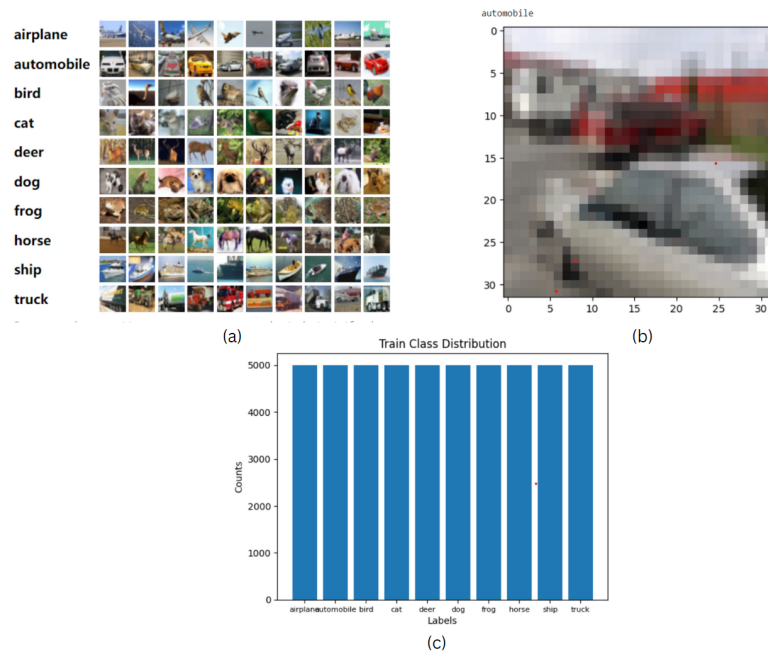 airplane
automobile
bird
cat
deer
dog
frog
horse
ship
truck
(a)
automobile
0
5
10
15
20
25
30
0 5 10 15 20 25 30
(b)
Train Class Distribution
5000
4000
3000
2000
1000
0
Counts
airplane automobile bird cat deer dog frog horse ship truck
Labels
(c)